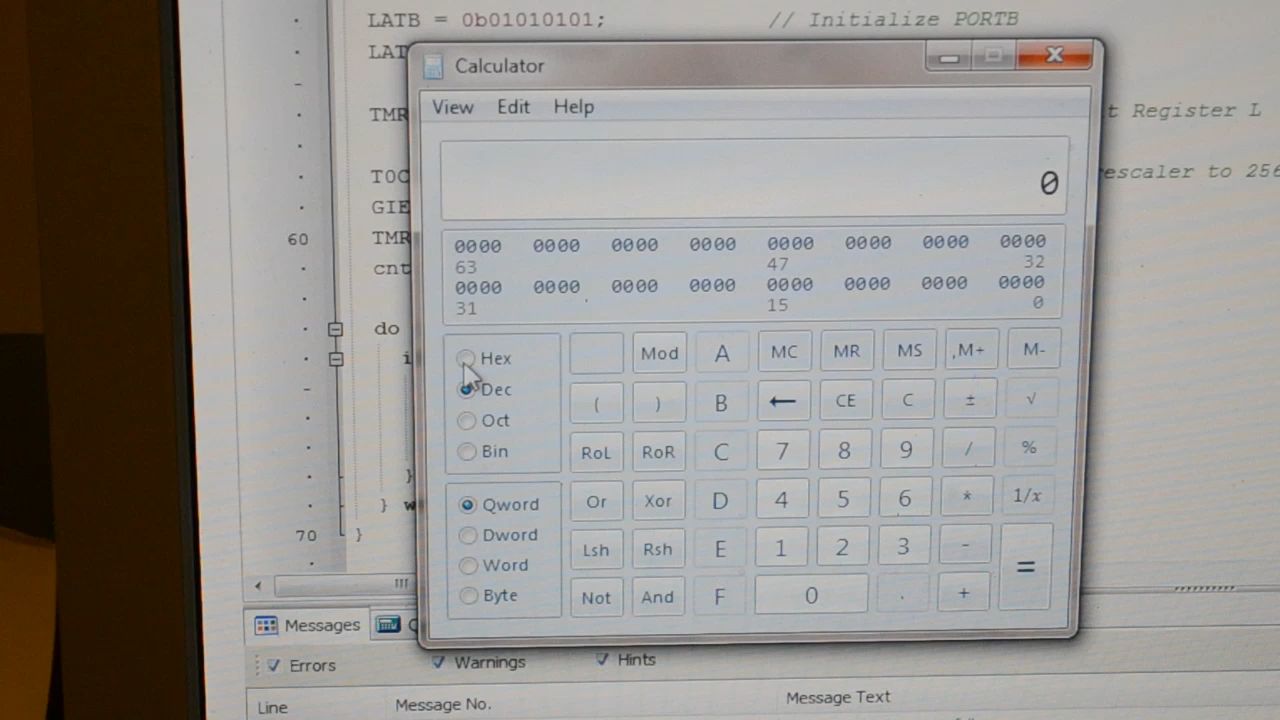 LATB = 0b01010101; // Initialize PORTB
LAT
Calculator
View Edit Help
TMR t Register L
0
T0C escaler to 256
GIE
60 TMR
cnt
0000 0000 0000 0000 0000 0000 0000 0000
63 47 32
0000 0000 0000 0000 0000 0000 0000 0000
31 15 0
do
i
Hex Mod A MC MR MS M+ M-
Dec ( ) B ← CE C ± √
Oct
Bin RoL RoR C 7 8 9 / %
}
} w
Qword Or Xor D 4 5 6 * 1/x
70 }
Dword Lsh Rsh E 1 2 3 - =
Word
Byte Not And F 0 . +
Messages
Errors Warnings Hints
Line Message No. Message Text